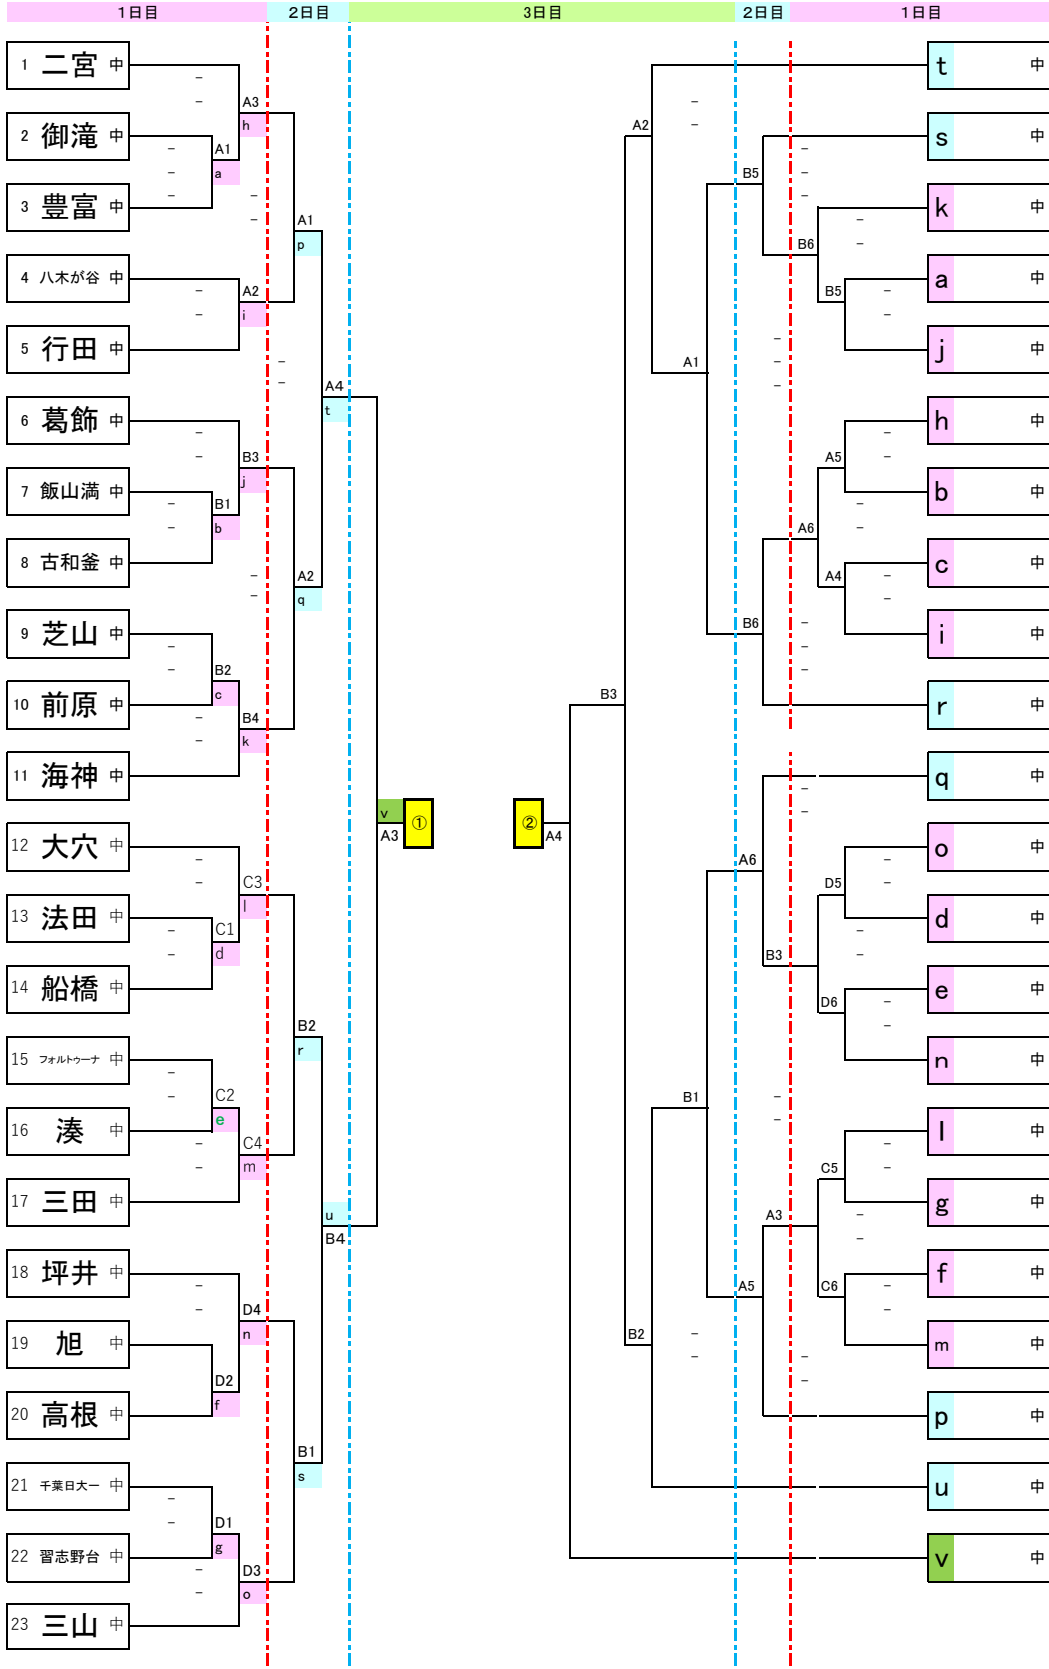 1日目 2日目 3日目 2日目 1日目
1 二宮 中
A3
h
2 御滝 中
A1
a
3 豊富 中
A1
p
4 八木が谷 中
A2
i
5 行田 中
A4
t
6 葛飾 中
B3
j
7 飯山満 中
B1
b
8 古和釜 中
A2
q
9 芝山 中
B2
c
10 前原 中
B4
k
11 海神 中
v
A3
①
12 大穴 中
C3
l
13 法田 中
C1
d
14 船橋 中
B2
r
15 フォルトゥーナ 中
C2
e
16 湊 中
C4
m
17 三田 中
u
B4
18 坪井 中
D4
n
19 旭 中
D2
f
20 高根 中
B1
s
21 千葉日大一 中
D1
g
22 習志野台 中
D3
o
23 三山 中
t 中
A2
s 中
B5
k 中
B6
a 中
B5
j 中
A1
h 中
A5
b 中
A6
c 中
A4
i 中
B6
r 中
B3
q 中
②
A4
o 中
A6
D5
d 中
B3
e 中
D6
n 中
B1
l 中
C5
g 中
A3
f 中
A5
C6
m 中
B2
p 中
u 中
v 中